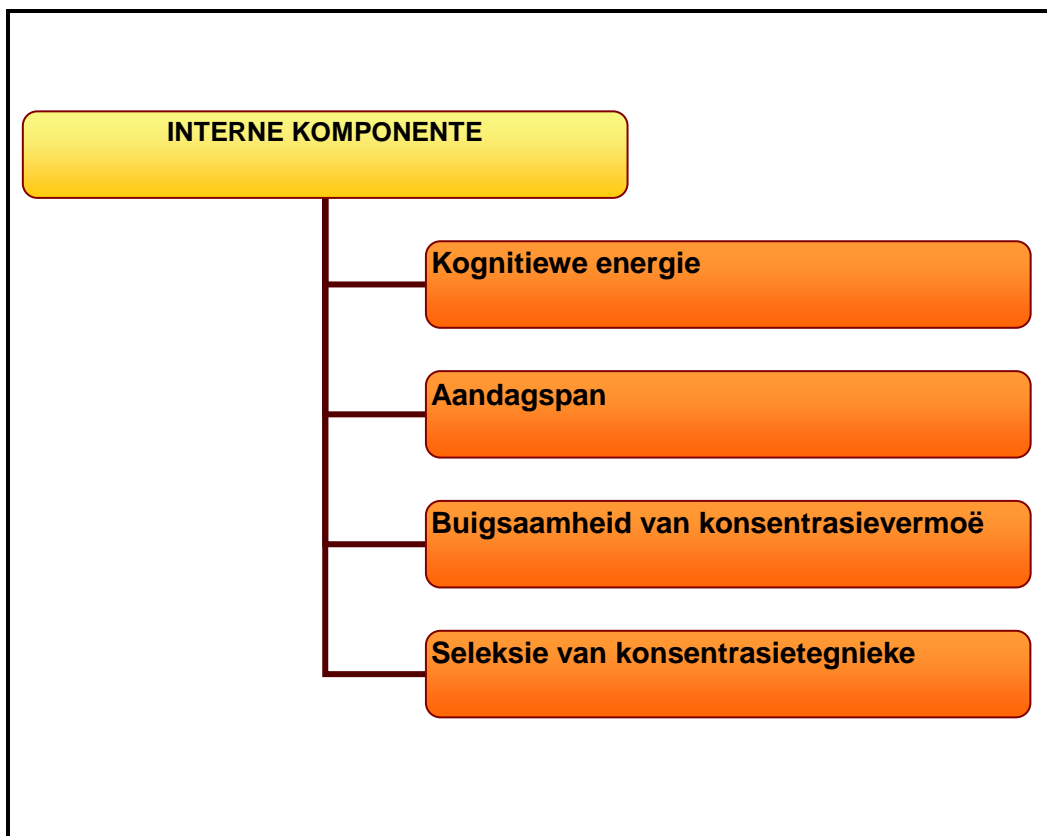 INTERNE KOMPONENTE
Kognitiewe energie
Aandagspan
Buigsaamheid van konsentrasievermoë
Seleksie van konsentrasietegnieke